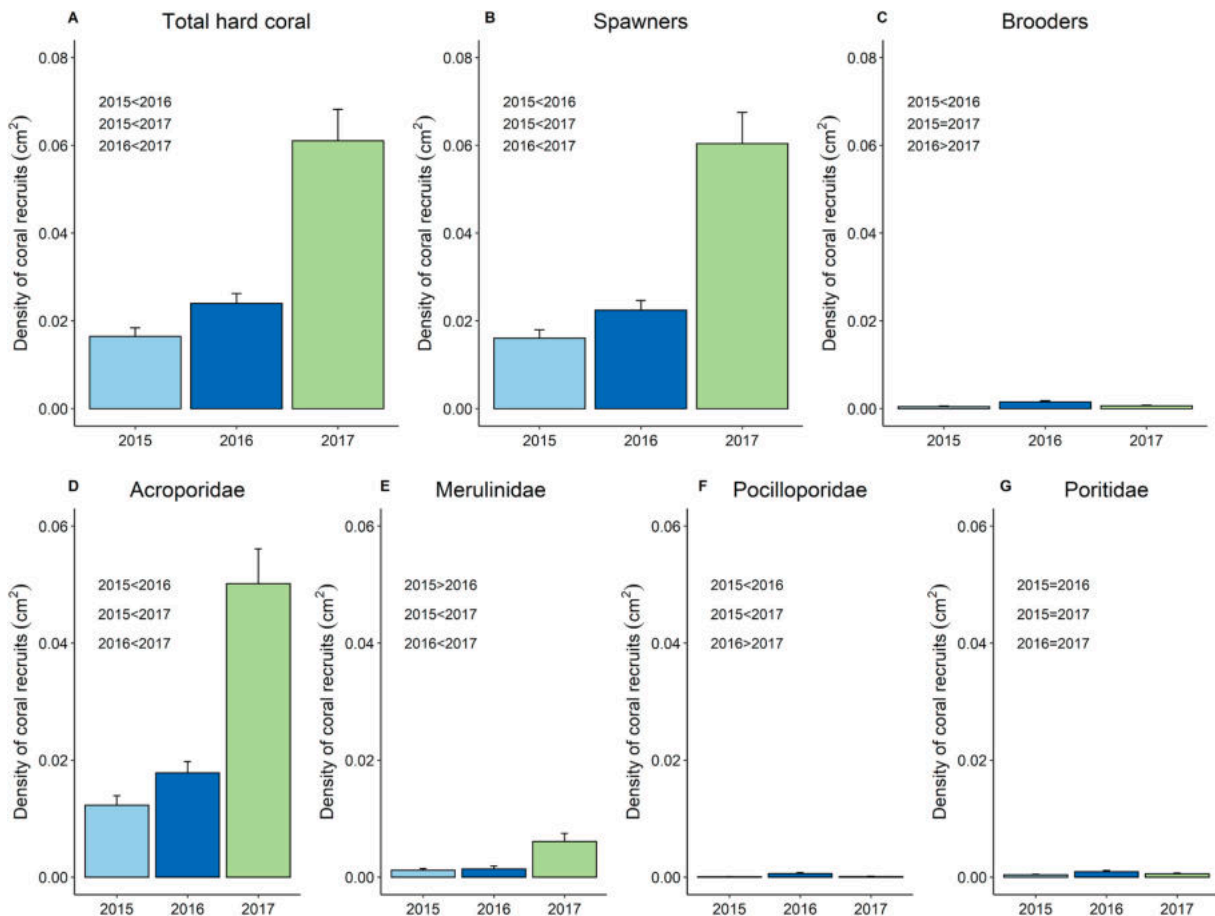 A Total hard coral
Density of coral recruits (cm²)
0.08
0.06
0.04
0.02
0.00
2015<2016
2015<2017
2016<2017
2015 2016 2017
B Spawners
Density of coral recruits (cm²)
0.08
0.06
0.04
0.02
0.00
2015<2016
2015<2017
2016<2017
2015 2016 2017
C Brooders
Density of coral recruits (cm²)
0.08
0.06
0.04
0.02
0.00
2015<2016
2015=2017
2016>2017
2015 2016 2017
D Acroporidae
Density of coral recruits (cm²)
0.06
0.04
0.02
0.00
2015<2016
2015<2017
2016<2017
2015 2016 2017
E Merulinidae
Density of coral recruits (cm²)
0.06
0.04
0.02
0.00
2015>2016
2015<2017
2016<2017
2015 2016 2017
F Pocilloporidae
Density of coral recruits (cm²)
0.06
0.04
0.02
0.00
2015<2016
2015<2017
2016>2017
2015 2016 2017
G Poritidae
Density of coral recruits (cm²)
0.06
0.04
0.02
0.00
2015=2016
2015=2017
2016=2017
2015 2016 2017